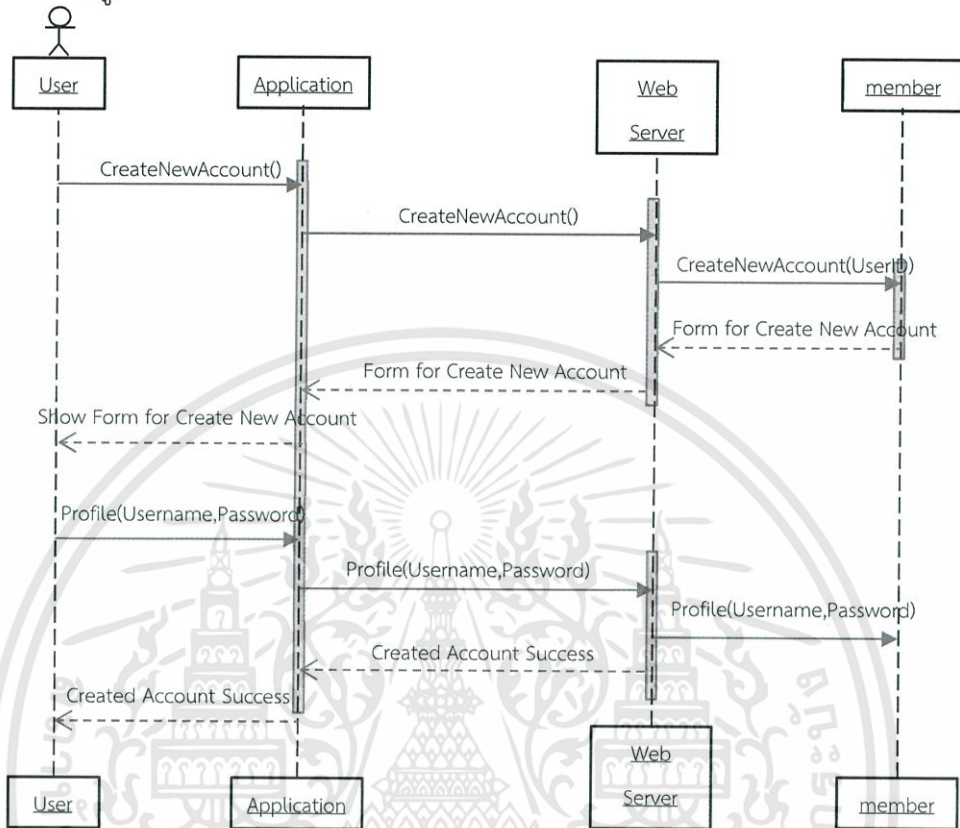 User
Application
Web
Server
member
CreateNewAccount()
CreateNewAccount()
CreateNewAccount(UserID)
Form for Create New Account
Form for Create New Account
Show Form for Create New Account
Profile(Username,Password)
Profile(Username,Password)
Profile(Username,Password)
Created Account Success
Created Account Success
User
Application
Web
Server
member